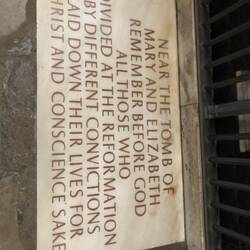 NEAR THE TOMB OF
MARY AND ELIZABETH
REMEMBER BEFORE GOD
ALL THOSE WHO
DIVIDED AT THE REFORMATION
BY DIFFERENT CONVICTIONS
LAID DOWN THEIR LIVES FOR
CHRIST AND CONSCIENCE SAKE